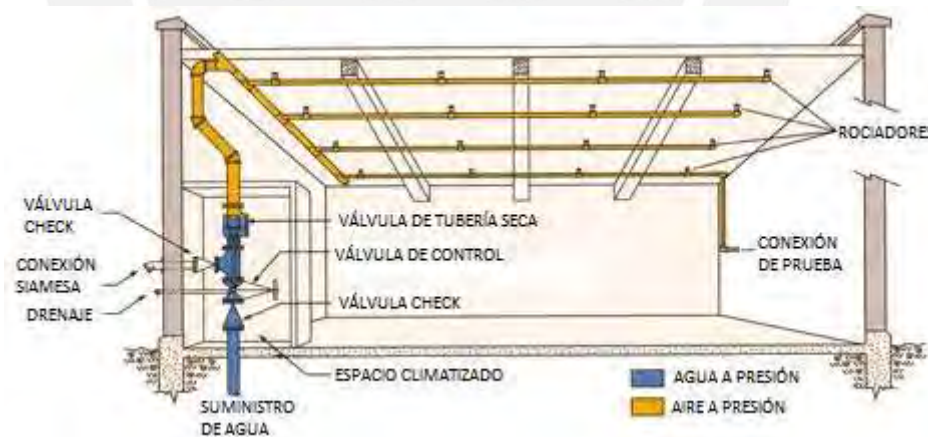 ROCIADORES
VÁLVULA
CHECK
VÁLVULA DE TUBERÍA SECA
VÁLVULA DE CONTROL
CONEXIÓN
DE PRUEBA
CONEXIÓN
SIAMESA
DRENAJE
VÁLVULA CHECK
ESPACIO CLIMATIZADO
AGUA A PRESIÓN
AIRE A PRESIÓN
SUMINISTRO
DE AGUA